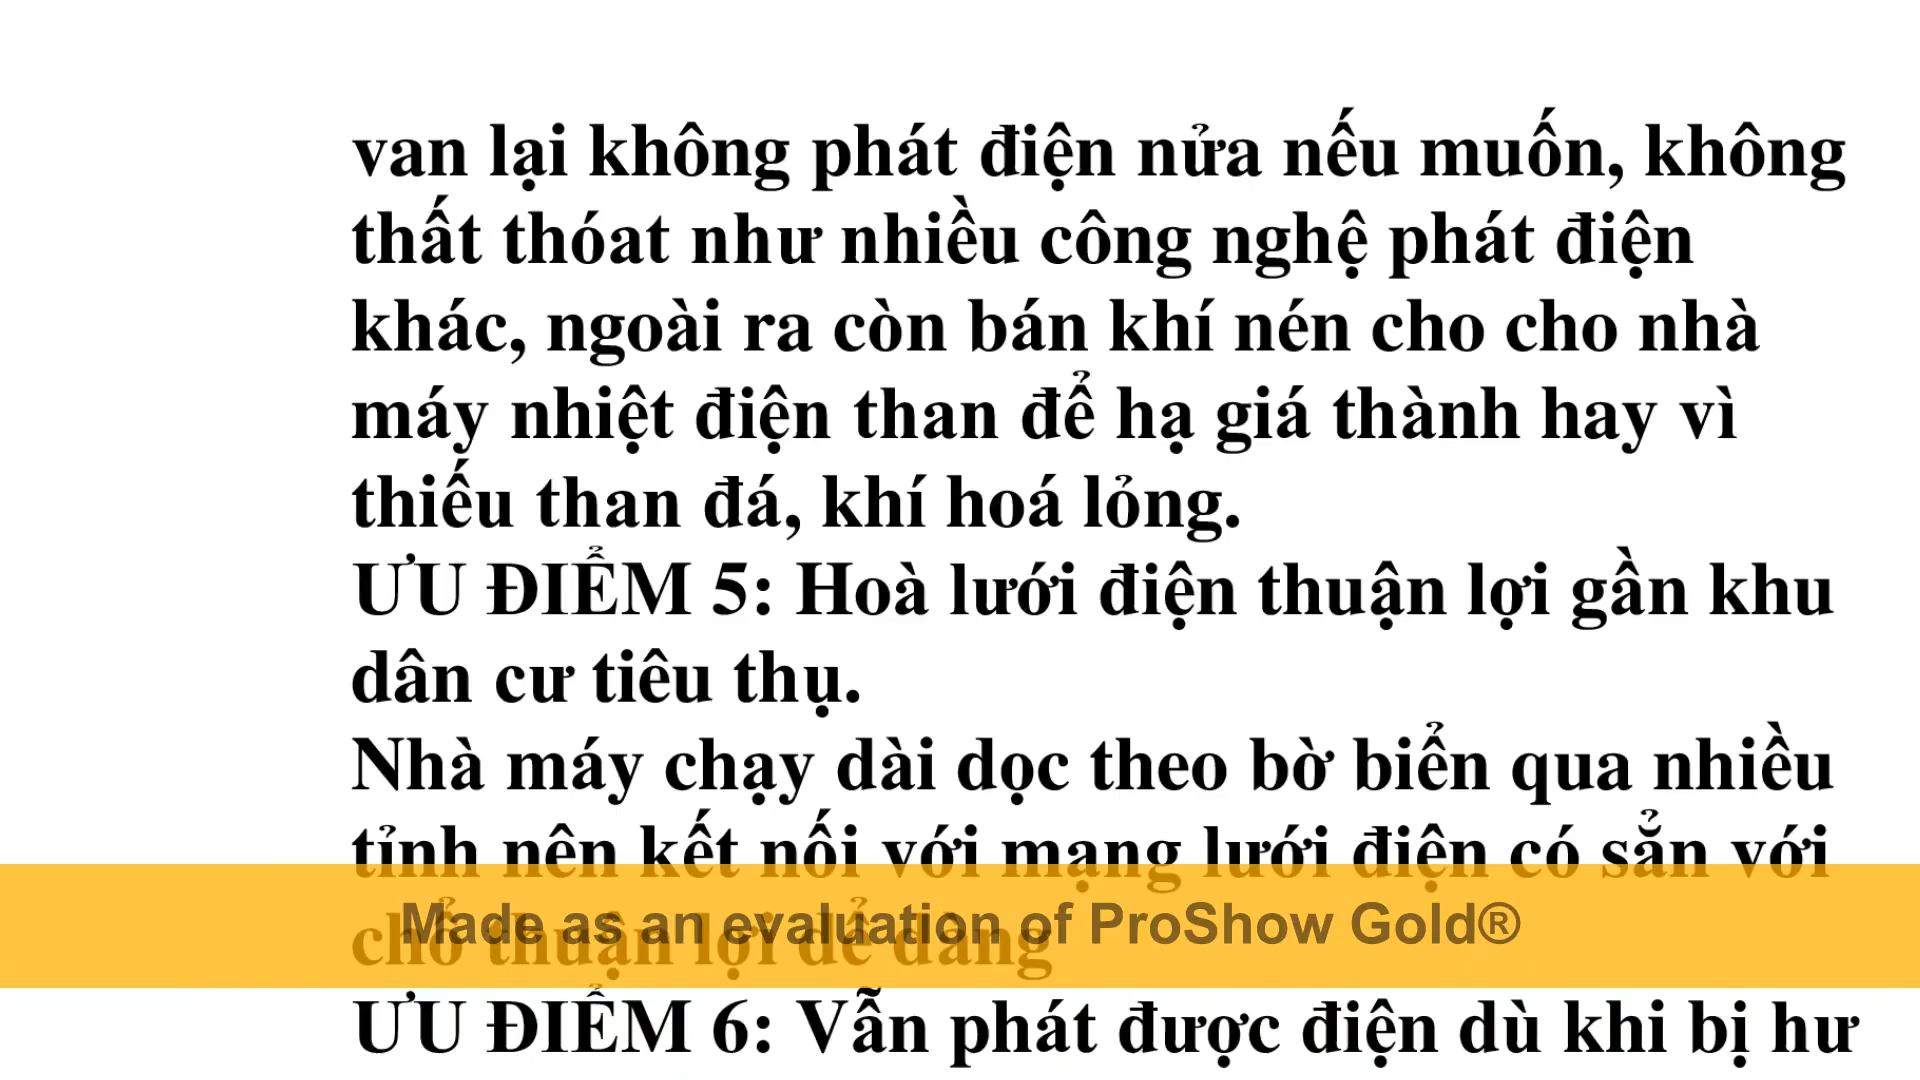 van lại không phát điện nửa nếu muốn, không
thất thóat như nhiều công nghệ phát điện
khác, ngoài ra còn bán khí nén cho cho nhà
máy nhiệt điện than để hạ giá thành hay vì
thiếu than đá, khí hoá lỏng.
ƯU ĐIỂM 5: Hoà lưới điện thuận lợi gần khu
dân cư tiêu thụ.
Nhà máy chạy dài dọc theo bờ biển qua nhiều
tỉnh nên kết nối với mạng lưới điện có sẳn với
chổ thuận lợi dể dàng
Made as an evaluation of ProShow Gold®
ƯU ĐIỂM 6: Vẫn phát được điện dù khi bị hư